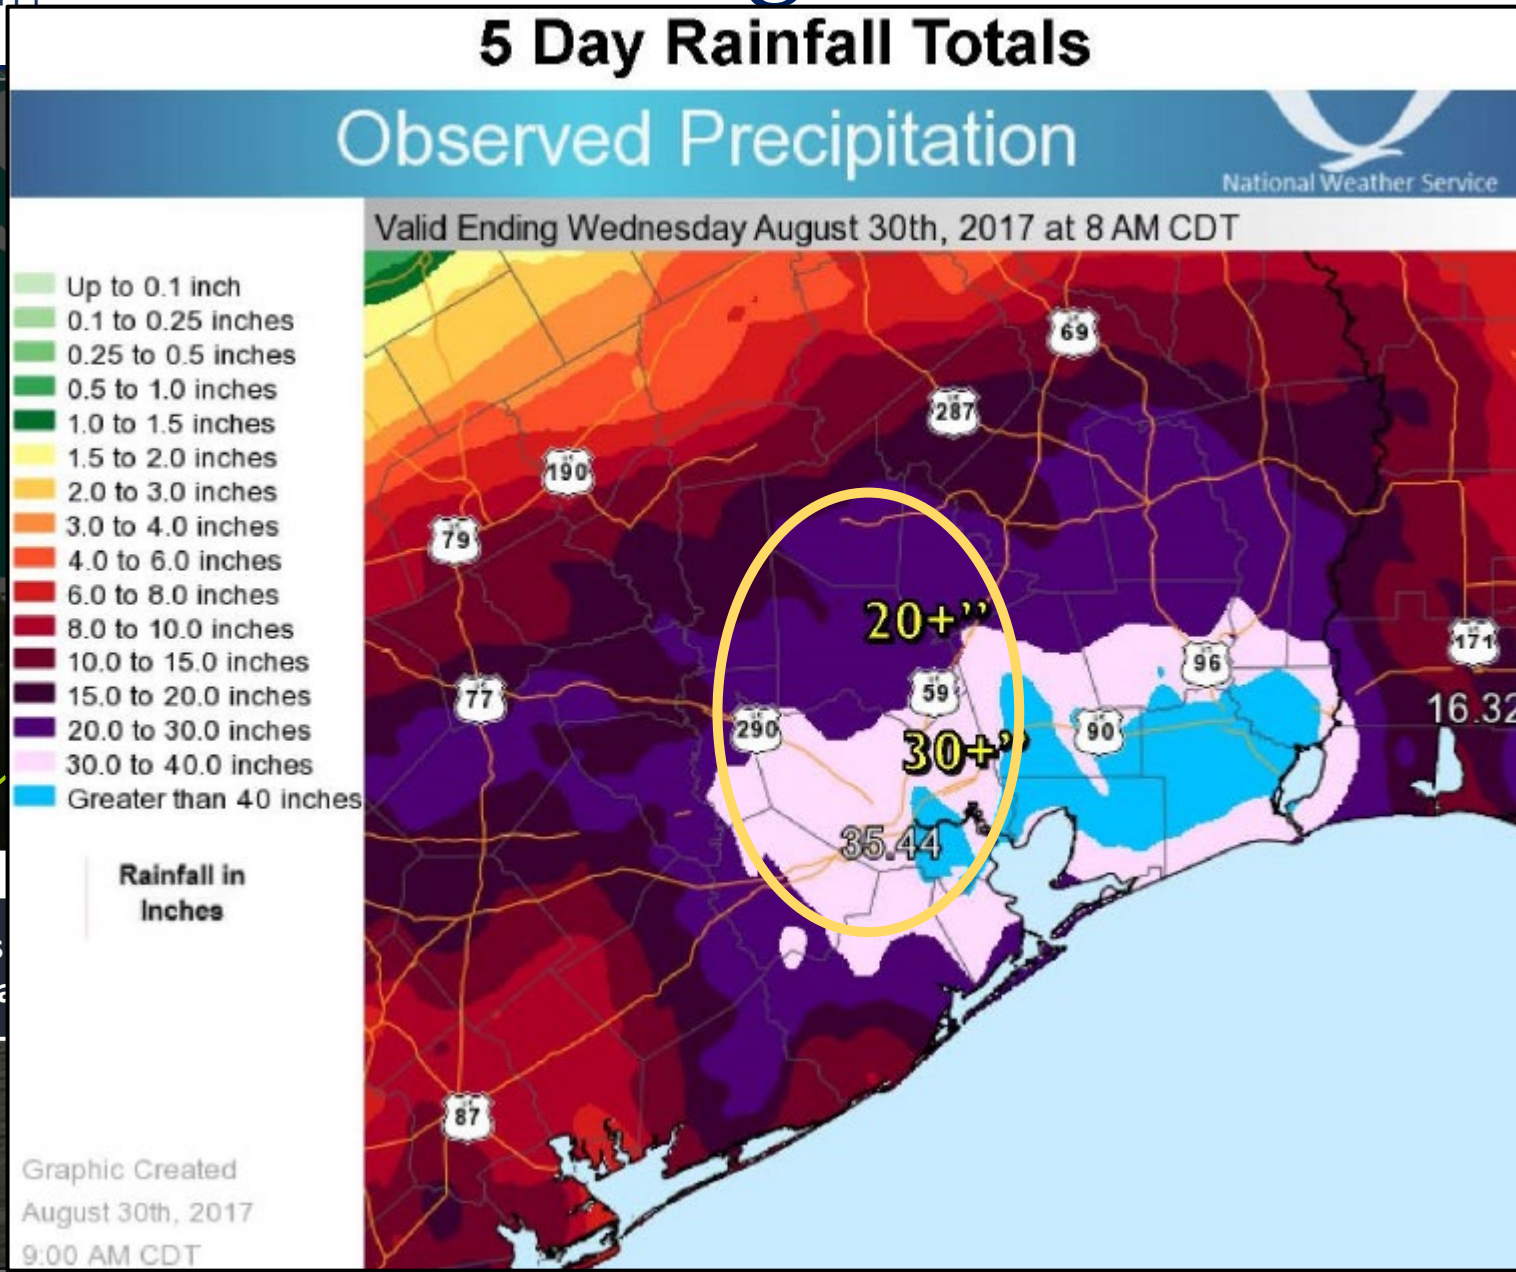 5 Day Rainfall Totals
Observed Precipitation
National Weather Service
Valid Ending Wednesday August 30th, 2017 at 8 AM CDT
Up to 0.1 inch
0.1 to 0.25 inches
0.25 to 0.5 inches
0.5 to 1.0 inches
1.0 to 1.5 inches
1.5 to 2.0 inches
2.0 to 3.0 inches
3.0 to 4.0 inches
4.0 to 6.0 inches
6.0 to 8.0 inches
8.0 to 10.0 inches
10.0 to 15.0 inches
15.0 to 20.0 inches
20.0 to 30.0 inches
30.0 to 40.0 inches
Greater than 40 inches
Rainfall in
Inches
Graphic Created
August 30th, 2017
9:00 AM CDT
69
287
190
79
20+”
171
96
59
77
16.32
290
90
30+”
35.44
87